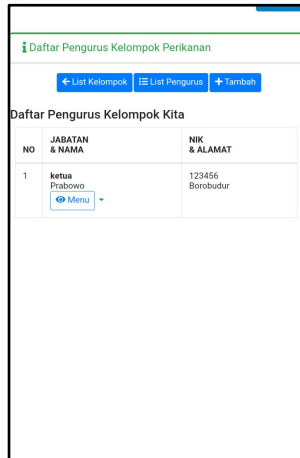 Daftar Pengurus Kelompok Perikanan
List Kelompok List Pengurus Tambah
Daftar Pengurus Kelompok Kita
NO JABATAN & NAMA NIK & ALAMAT
1 ketua 123456
Prabowo Borobudur
Menu